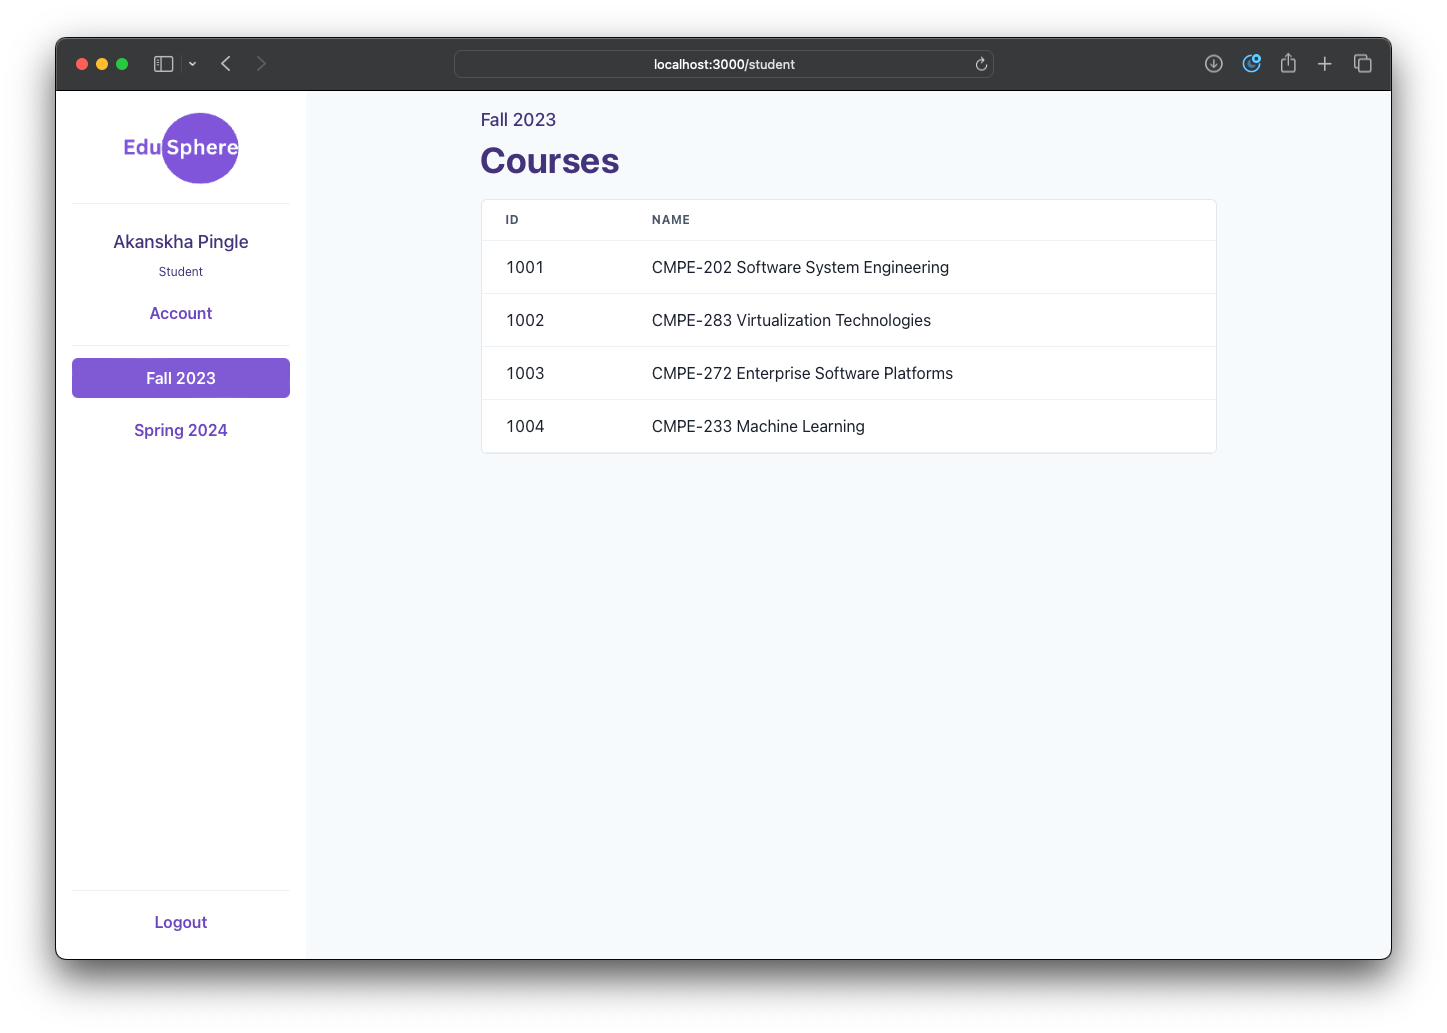 localhost:3000/student
EduSphere
Akanskha Pingle
Student
Account
Fall 2023
Spring 2024
Logout
Fall 2023
Courses
ID NAME
1001 CMPE-202 Software System Engineering
1002 CMPE-283 Virtualization Technologies
1003 CMPE-272 Enterprise Software Platforms
1004 CMPE-233 Machine Learning